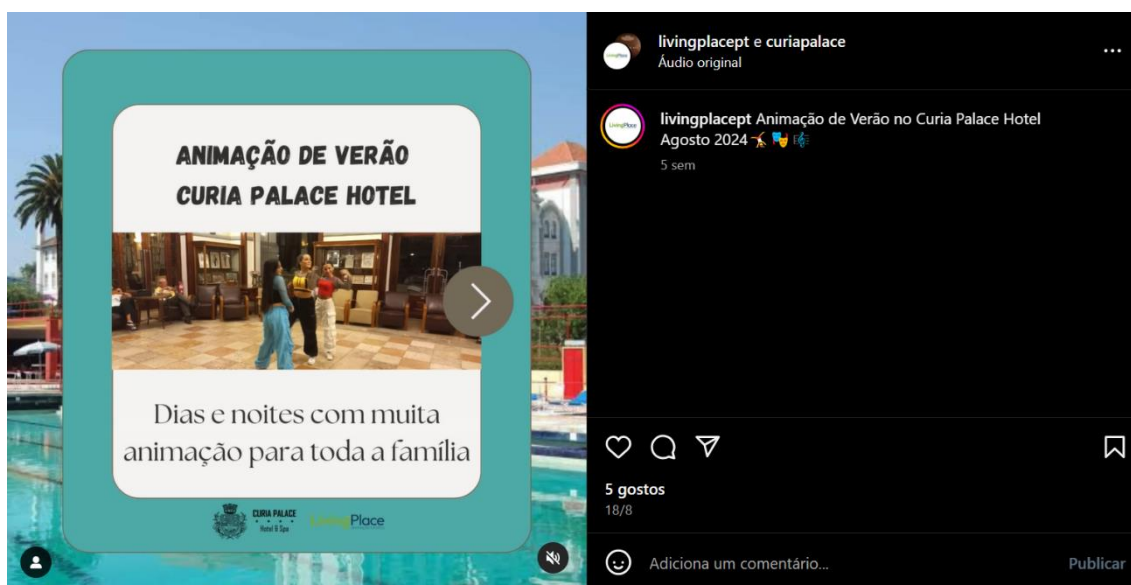 ANIMAÇÃO DE VERÃO
CURIA PALACE HOTEL
Dias e noites com muita
animação para toda a família
CURIA PALACE
Hotel & Spa
LivingPlace
livingplacept e curiapalace
Áudio original
livingplacept Animação de Verão no Curia Palace Hotel
Agosto 2024
5 sem
5 gostos
18/8
Adiciona um comentário...
Publicar